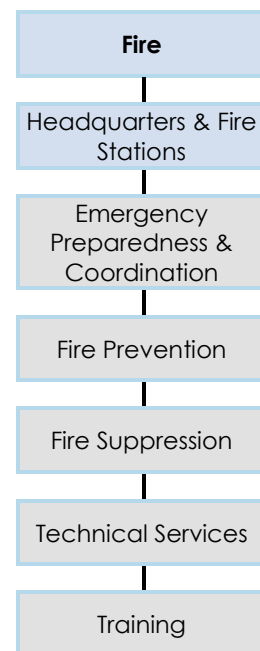 Fire
Headquarters & Fire
Stations
Emergency
Preparedness &
Coordination
Fire Prevention
Fire Suppression
Technical Services
Training